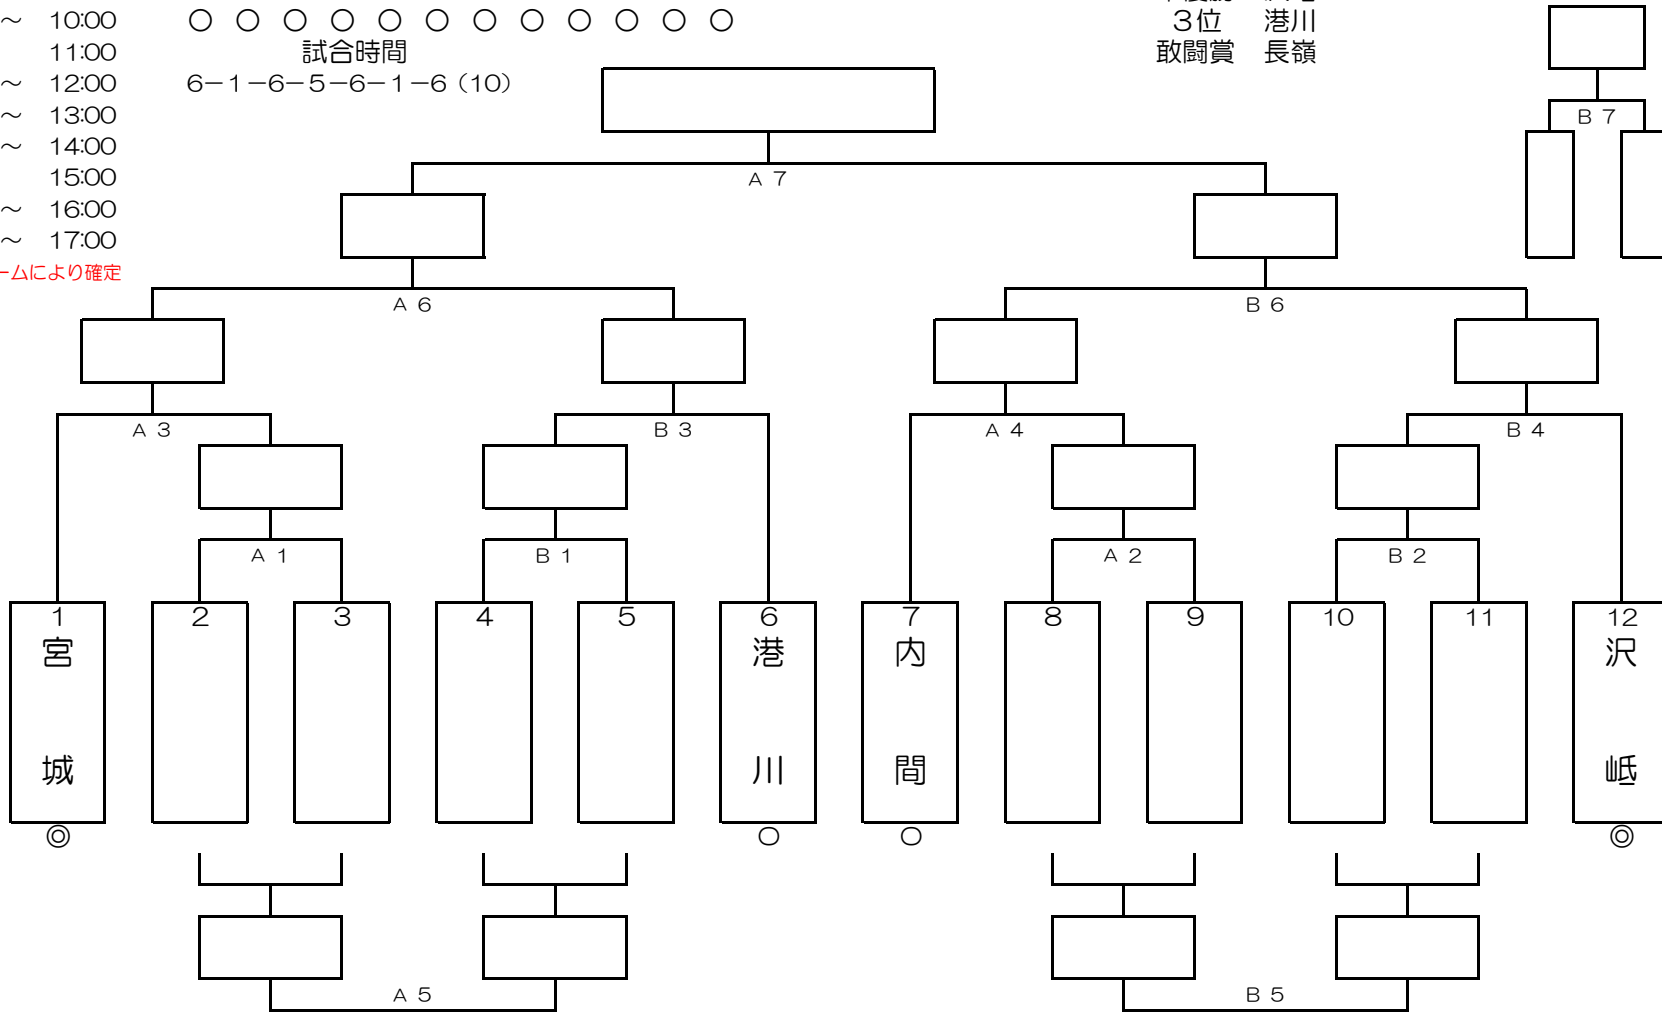 ～ 10:00 ○ ○ ○ ○ ○ ○ ○ ○ ○ ○ ○ ○
３位 港川
11:00 試合時間
敢闘賞 長嶺
～ 12:00 6－1－6－5－6－1－6（10）
～ 13:00
B 7
～ 14:00
15:00
A 7
～ 16:00
～ 17:00
ームにより確定
A 6
B 6
A 3
B 3
A 4
B 4
A 1
B 1
A 2
B 2
1 2 3 4 5 6 7 8 9 10 11 12
宮城
港川
内間
沢岻
◎ ○ ○ ◎
A 5
B 5